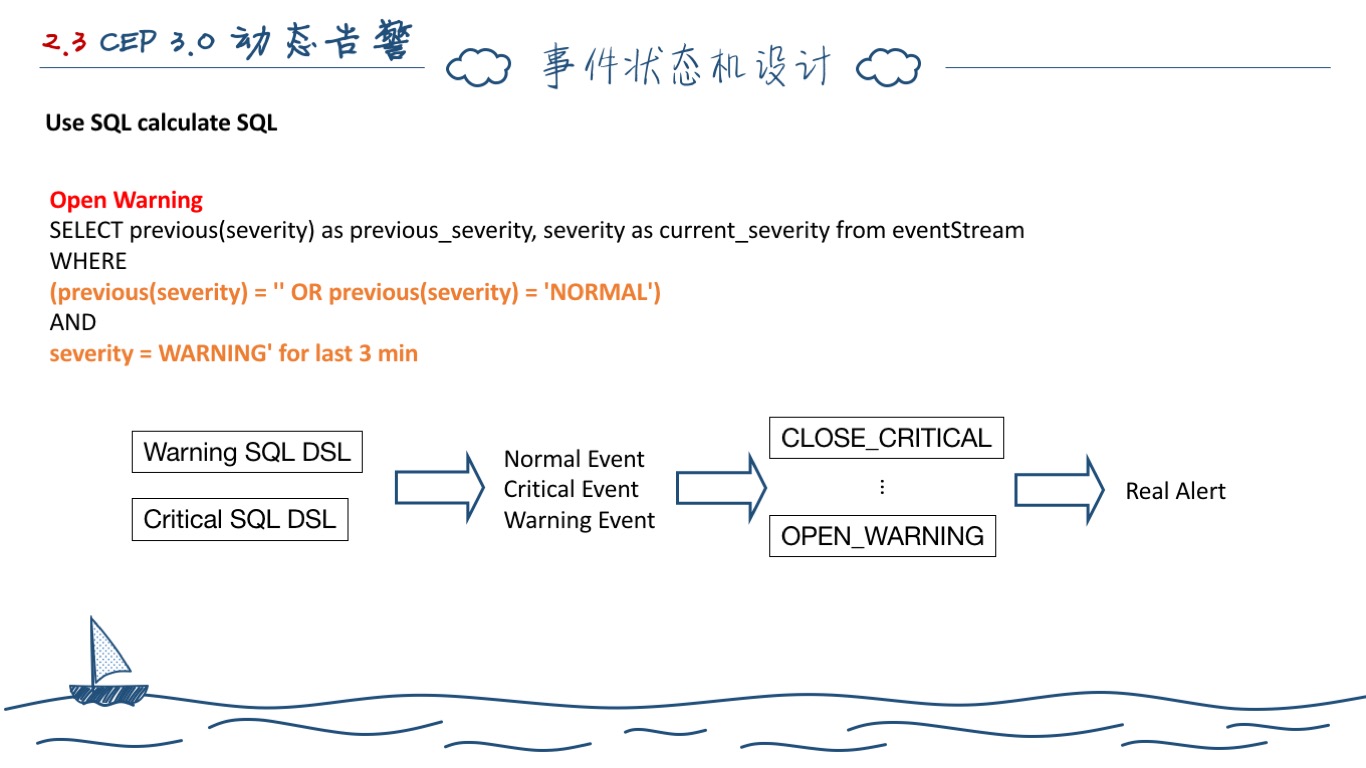 2.3 CEP 3.0 动态告警
事件状态机设计
Use SQL calculate SQL
Open Warning
SELECT previous(severity) as previous_severity, severity as current_severity from eventStream
WHERE
(previous(severity) = '' OR previous(severity) = 'NORMAL')
AND
severity = WARNING' for last 3 min
Warning SQL DSL
Critical SQL DSL
Normal Event
Critical Event
Warning Event
CLOSE_CRITICAL
⋮
OPEN_WARNING
Real Alert